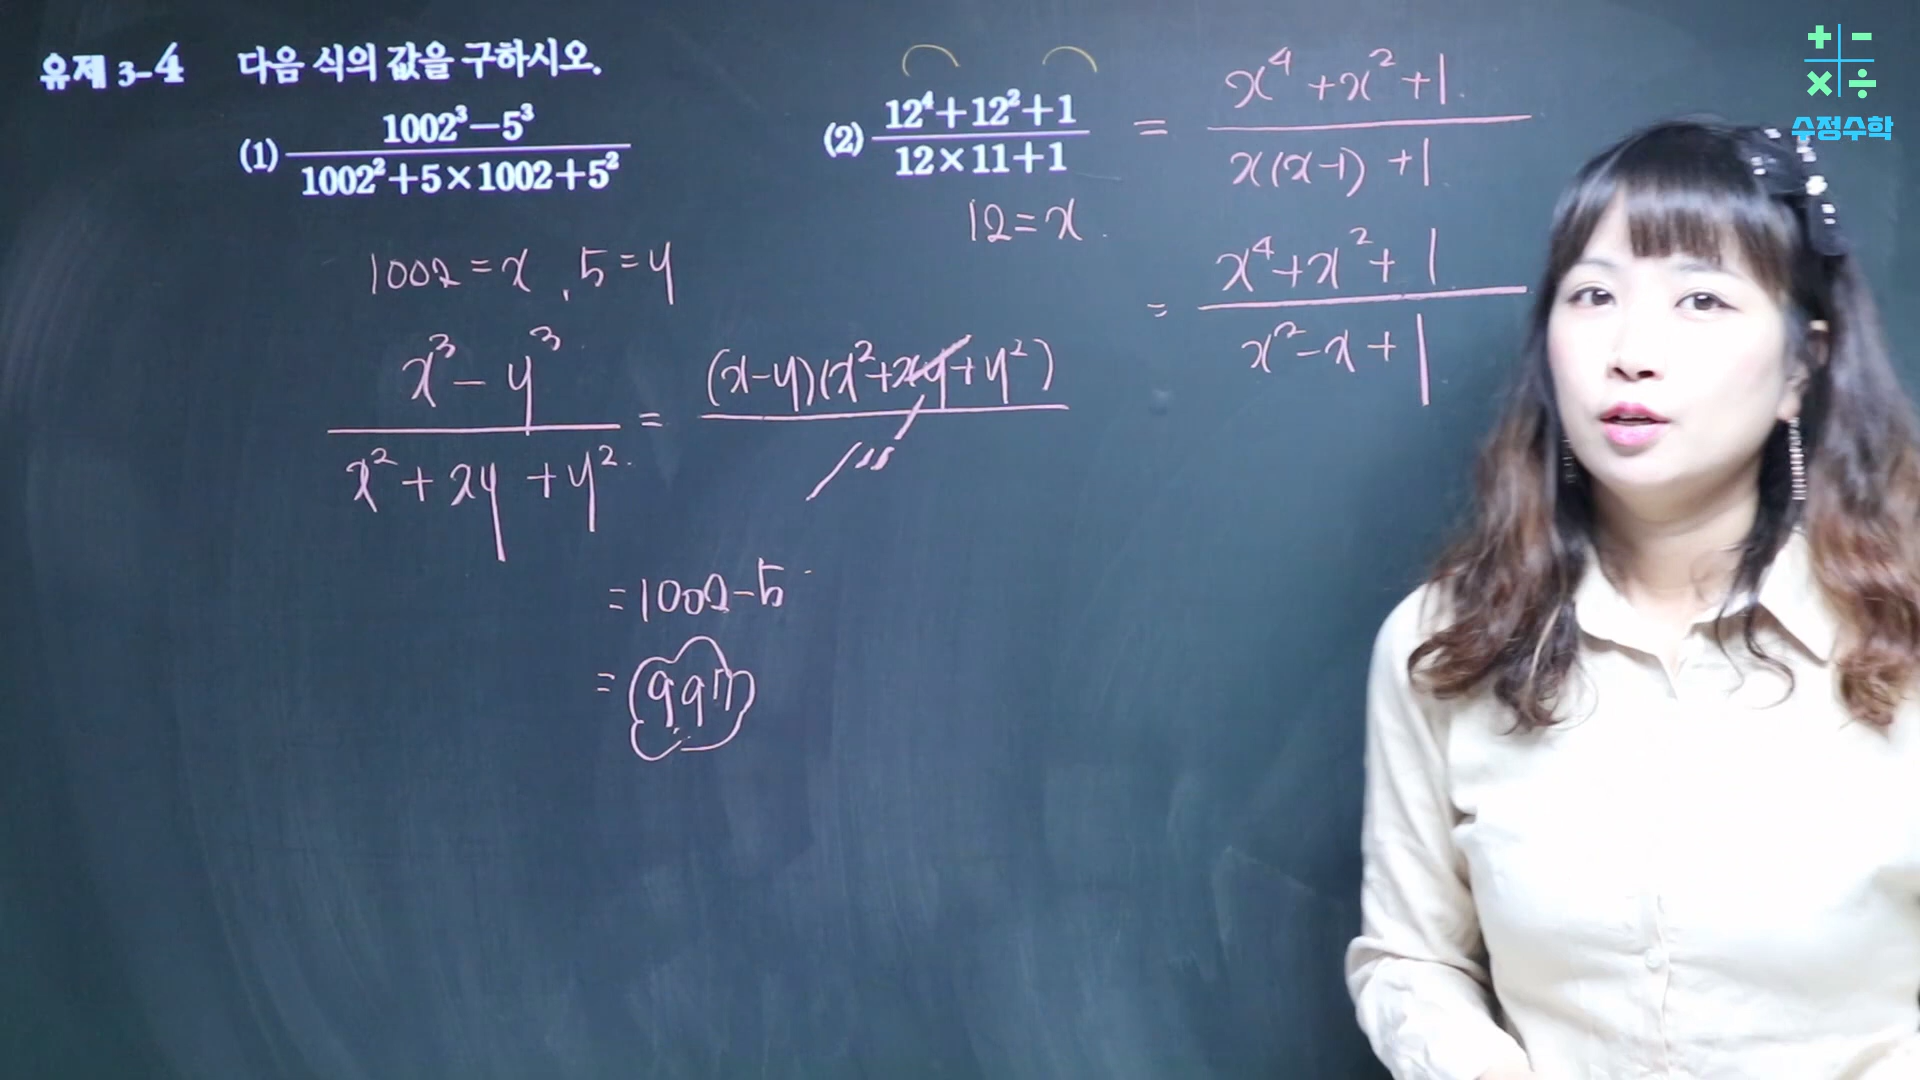 유제 3-4 다음 식의 값을 구하시오.
(1) 1002³-5³ / 1002²+5×1002+5²
(2) 12⁴+12²+1 / 12×11+1
= x⁴+x²+1 / x(x-1)+1
12=x.
= x⁴+x²+1 / x²-x+1
1002=x, 5=y
x³-y³ / x²+xy+y² = (x-y)(x²+xy+y²) / 〃
=1002-5
=997
수정수학